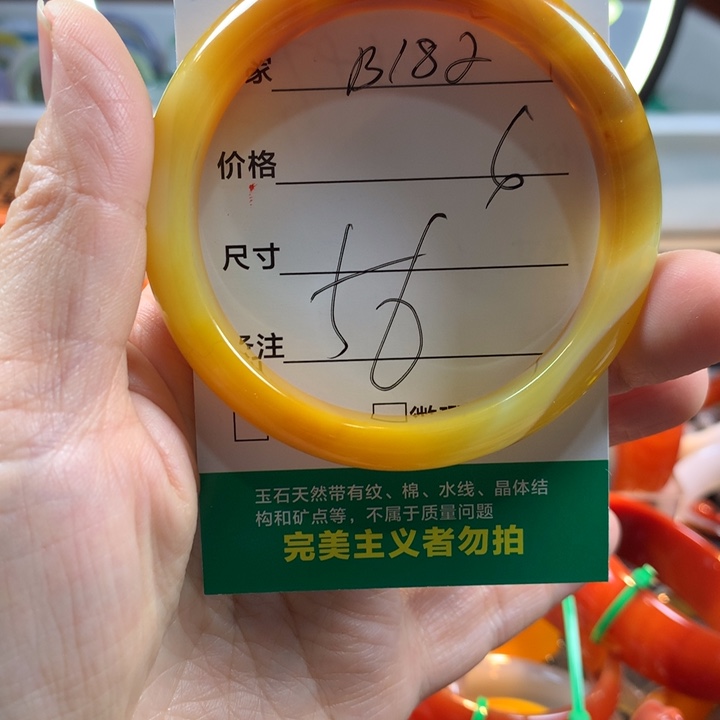 家 B182
价格 6
尺寸 56
备注
玉石天然带有纹、棉、水线、晶体结
构和矿点等，不属于质量问题
完美主义者勿拍